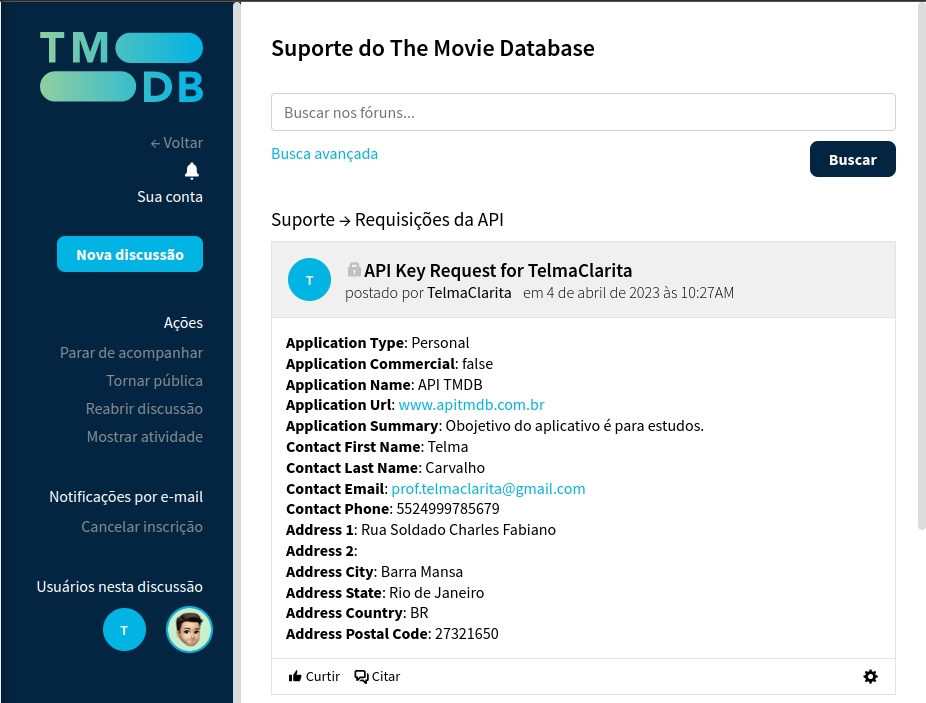 TM
DB
← Voltar
Sua conta
Nova discussão
Ações
Parar de acompanhar
Tornar pública
Reabrir discussão
Mostrar atividade
Notificações por e-mail
Cancelar inscrição
Usuários nesta discussão
T
Suporte do The Movie Database
Buscar nos fóruns...
Busca avançada
Buscar
Suporte → Requisições da API
T
API Key Request for TelmaClarita
postado por TelmaClarita em 4 de abril de 2023 às 10:27AM
Application Type: Personal
Application Commercial: false
Application Name: API TMDB
Application Url: www.apitmdb.com.br
Application Summary: Obojetivo do aplicativo é para estudos.
Contact First Name: Telma
Contact Last Name: Carvalho
Contact Email: prof.telmaclarita@gmail.com
Contact Phone: 5524999785679
Address 1: Rua Soldado Charles Fabiano
Address 2:
Address City: Barra Mansa
Address State: Rio de Janeiro
Address Country: BR
Address Postal Code: 27321650
Curtir Citar